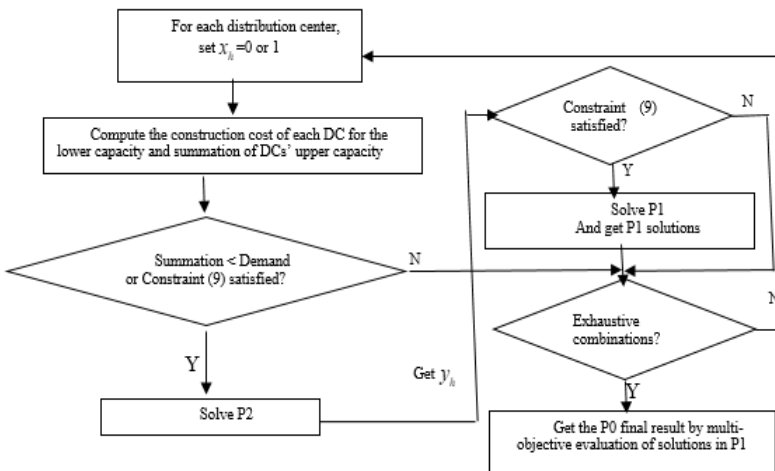 For each distribution center,
set x_h =0 or 1
Compute the construction cost of each DC for the
lower capacity and summation of DCs' upper capacity
Summation < Demand
or Constraint (9) satisfied?
N
Y
Solve P2
Get y_h
Constraint (9)
satisfied?
N
Y
Solve P1
And get P1 solutions
Exhaustive
combinations?
N
Y
Get the P0 final result by multi-
objective evaluation of solutions in P1